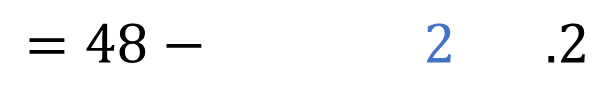 = 48 − 2 .2